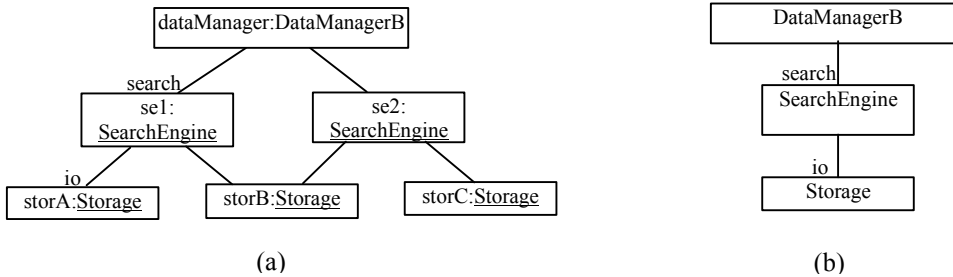 dataManager:DataManagerB
search
se1:
SearchEngine
se2:
SearchEngine
io
storA:Storage
storB:Storage
storC:Storage
(a)
DataManagerB
search
SearchEngine
io
Storage
(b)